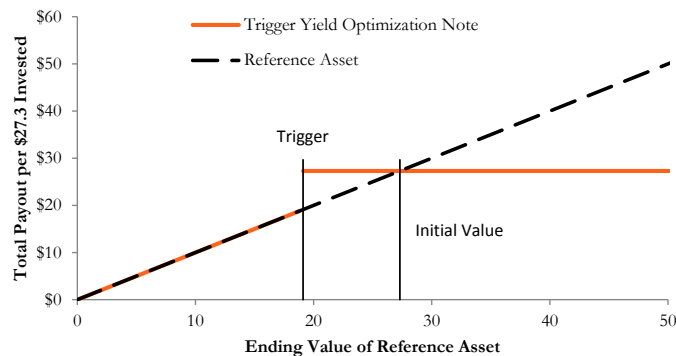 Trigger Yield Optimization Note
Reference Asset
Total Payout per $27.3 Invested
$60
$50
$40
$30
$20
$10
$0
Trigger
Initial Value
0
10
20
30
40
50
Ending Value of Reference Asset